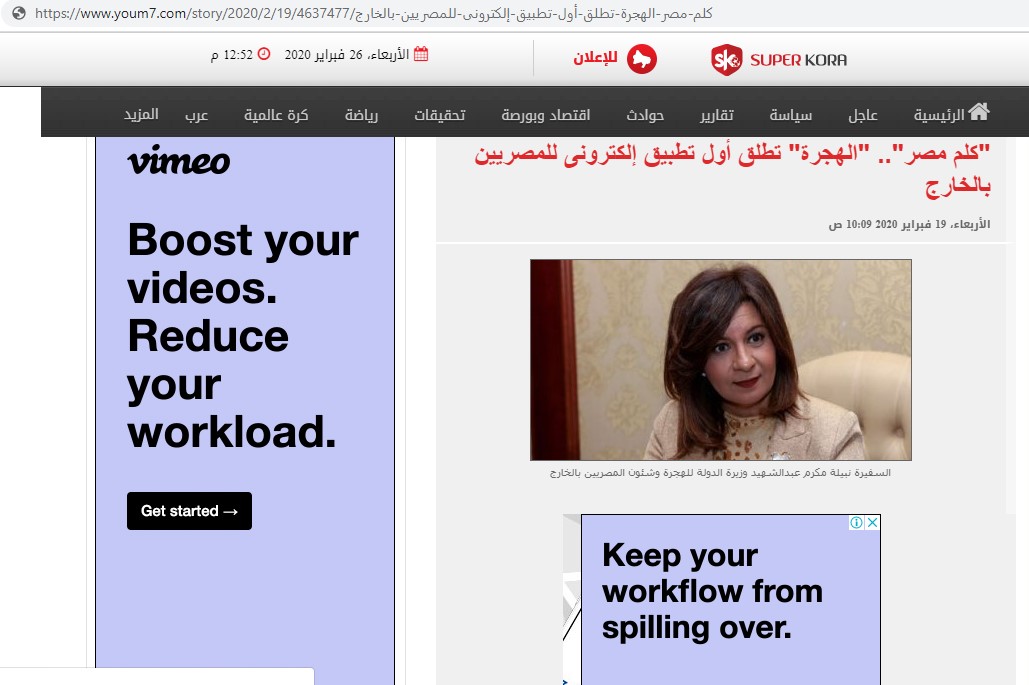 https://www.youm7.com/story/2020/2/19/4637477/كلم-مصر-الهجرة-تطلق-أول-تطبيق-إلكترونى-للمصريين-بالخارج
الأربعاء، 26 فبراير 2020 12:52 م
للإعلان
SK SUPER KORA
الرئيسية عاجل سياسة تقارير حوادث اقتصاد وبورصة تحقيقات رياضة كرة عالمية عرب المزيد
"كلم مصر".. "الهجرة" تطلق أول تطبيق إلكترونى للمصريين
بالخارج
الأربعاء، 19 فبراير 2020 10:09 ص
السفيرة نبيلة مكرم عبدالشهيد وزيرة الدولة للهجرة وشئون المصريين بالخارج
vimeo
Boost your
videos.
Reduce
your
workload.
Get started →
Keep your
workflow from
spilling over.